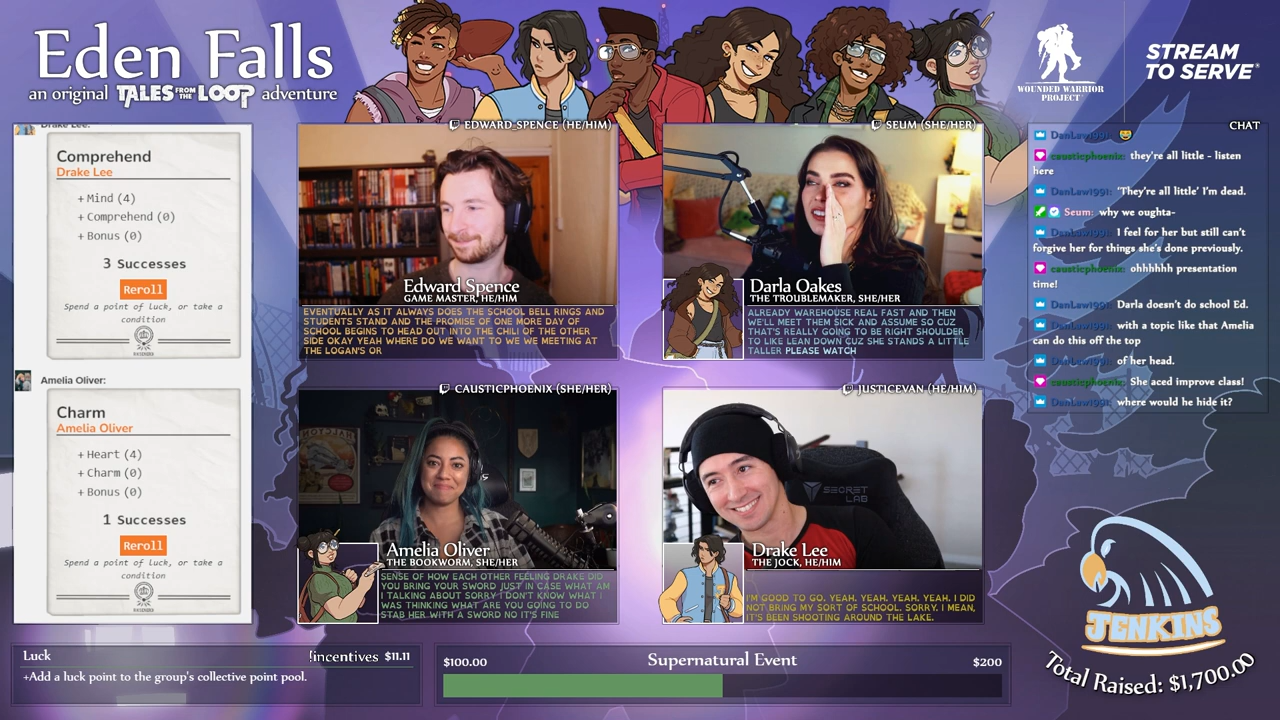 Eden Falls
an original TALES FROM THE LOOP adventure
WOUNDED WARRIOR
PROJECT
STREAM
TO SERVE
Drake Lee:
Comprehend
Drake Lee
+ Mind (4)
+ Comprehend (0)
+ Bonus (0)
3 Successes
Reroll
Spend a point of luck, or take a
condition
Amelia Oliver:
Charm
Amelia Oliver
+ Heart (4)
+ Charm (0)
+ Bonus (0)
1 Successes
Reroll
Spend a point of luck, or take a
condition
EDWARD_SPENCE (HE/HIM)
Edward Spence
GAME MASTER, HE/HIM
EVENTUALLY AS IT ALWAYS DOES THE SCHOOL BELL RINGS AND
STUDENTS STAND AND THE PROMISE OF ONE MORE DAY OF
SCHOOL BEGINS TO HEAD OUT INTO THE CHILI OF THE OTHER
SIDE OKAY YEAH WHERE DO WE WANT TO WE WE MEETING AT
THE LOGAN'S OR
SEUM (SHE/HER)
Darla Oakes
THE TROUBLEMAKER, SHE/HER
ALREADY WAREHOUSE REAL FAST AND THEN
WE'LL MEET THEM SICK AND ASSUME SO CUZ
THAT'S REALLY GOING TO BE RIGHT SHOULDER
TO LIKE LEAN DOWN CUZ SHE STANDS A LITTLE
TALLER PLEASE WATCH
CAUSTICPHOENIX (SHE/HER)
Amelia Oliver
THE BOOKWORM, SHE/HER
SENSE OF HOW EACH OTHER FEELING DRAKE DID
YOU BRING YOUR SWORD JUST IN CASE WHAT AM
I TALKING ABOUT SORRY I DON'T KNOW WHAT I
WAS THINKING WHAT ARE YOU GOING TO DO
STAB HER WITH A SWORD NO IT'S FINE
JUSTICEVAN (HE/HIM)
SECRET
LAB
Drake Lee
THE JOCK, HE/HIM
I'M GOOD TO GO. YEAH. YEAH. YEAH. YEAH. I DID
NOT BRING MY SORT OF SCHOOL. SORRY. I MEAN,
IT'S BEEN SHOOTING AROUND THE LAKE.
CHAT
DanLaw1991:
causticphoenix: they're all little - listen
here
DanLaw1991: 'They're all little' I'm dead.
Seum: why we oughta-
DanLaw1991: I feel for her but still can't
forgive her for things she's done previously.
causticphoenix: ohhhhhh presentation
time!
DanLaw1991: Darla doesn't do school Ed.
DanLaw1991: with a topic like that Amelia
can do this off the top
DanLaw1991: of her head.
causticphoenix: She aced improve class!
DanLaw1991: where would he hide it?
JENKINS
Total Raised: $1,700.00
Luck
!incentives $11.11
+Add a luck point to the group's collective point pool.
$100.00
Supernatural Event
$200